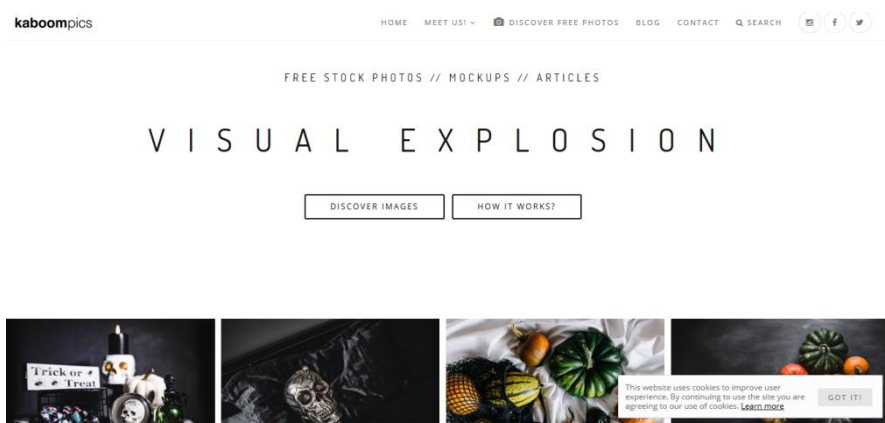 kaboompics
HOME MEET US! DISCOVER FREE PHOTOS BLOG CONTACT SEARCH
FREE STOCK PHOTOS // MOCKUPS // ARTICLES
VISUAL EXPLOSION
DISCOVER IMAGES HOW IT WORKS?
Trick or
Treat
This website uses cookies to improve user
experience. By continuing to use the site you are
agreeing to our use of cookies. Learn more
GOT IT!